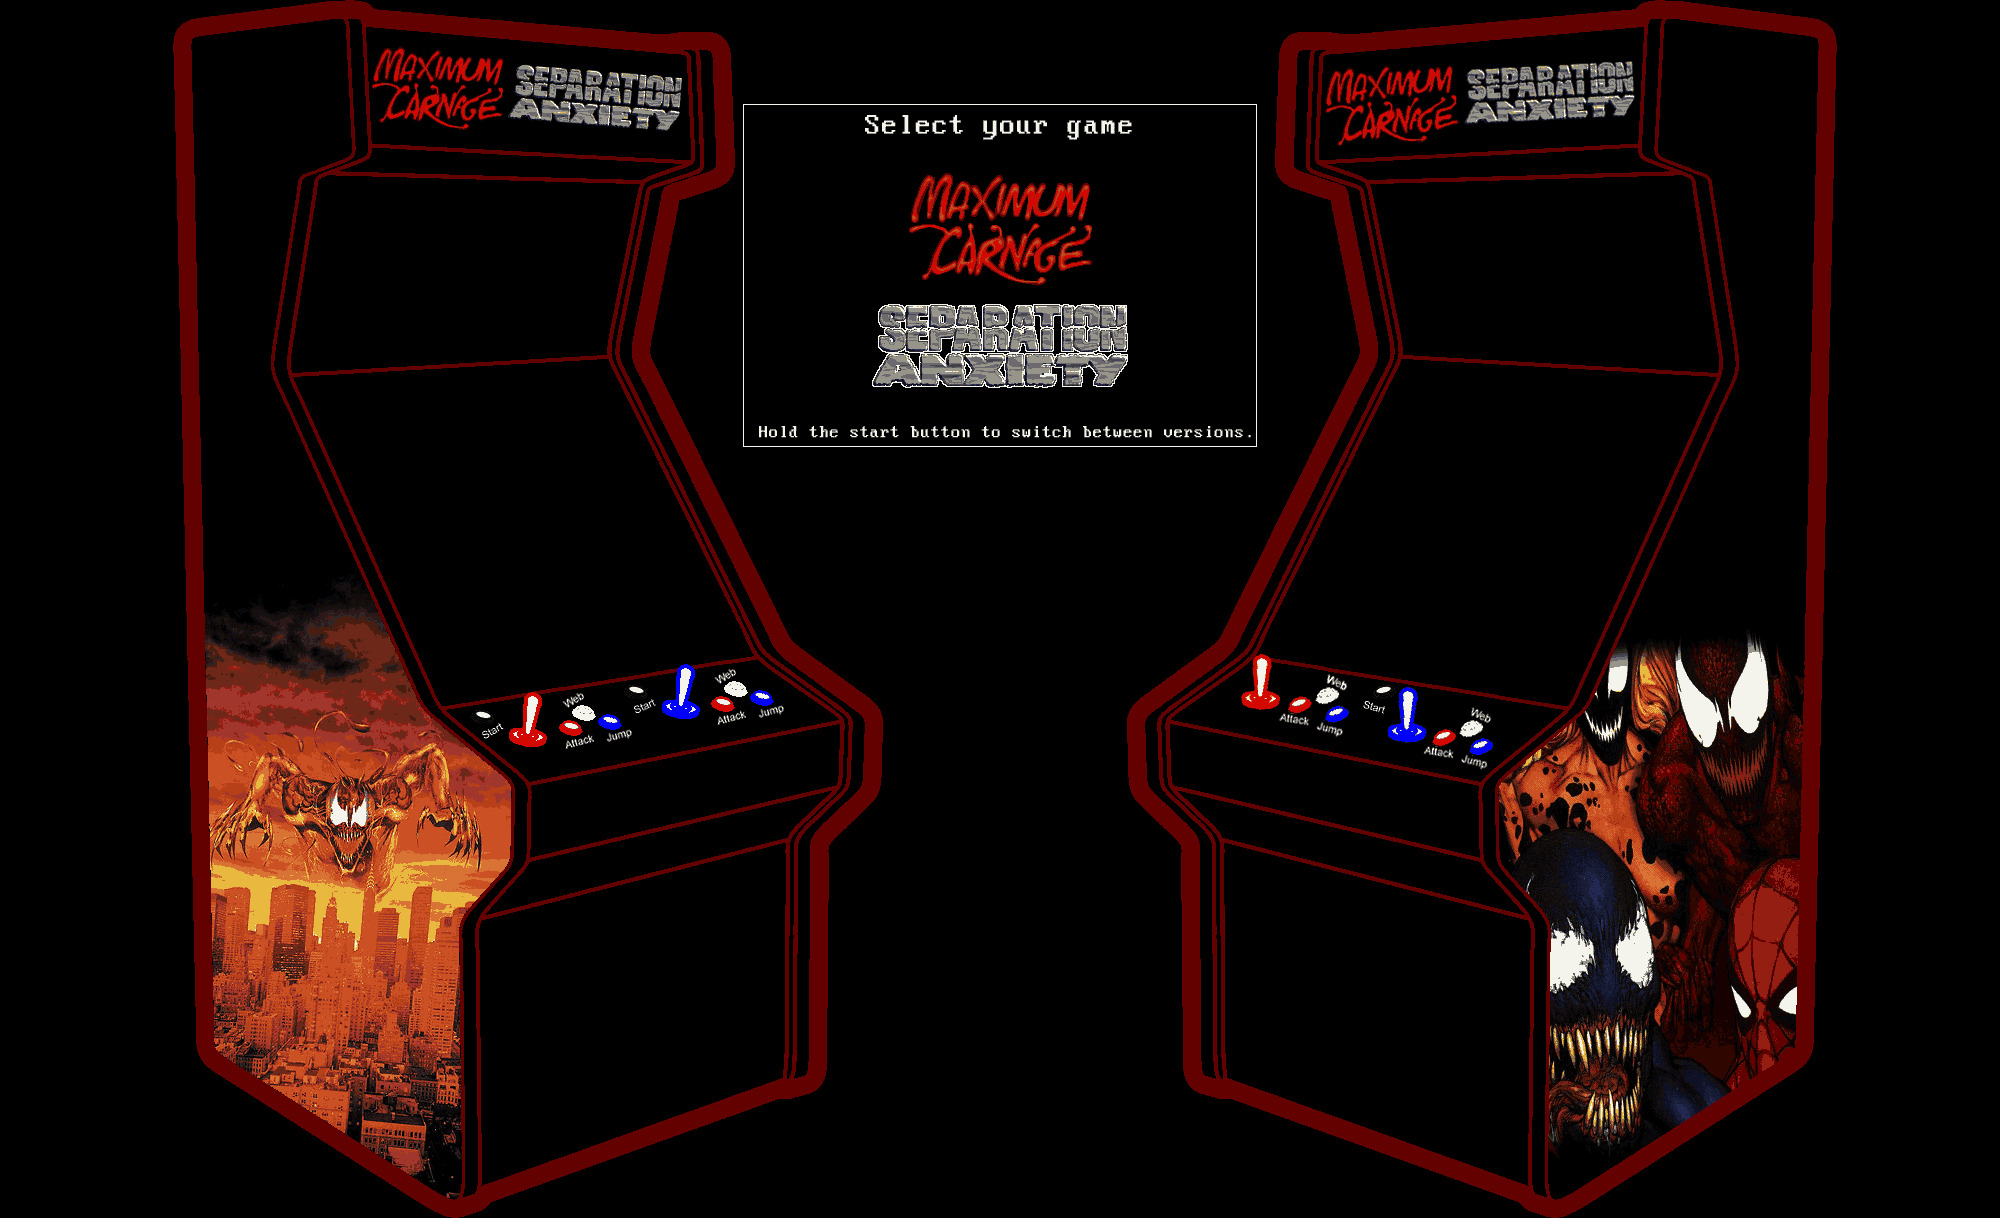 MAXIMUM
CARNAGE
SEPARATION
ANXIETY
Select your game
MAXIMUM
CARNAGE
SEPARATION
ANXIETY
Hold the start button to switch between versions.
MAXIMUM
CARNAGE
SEPARATION
ANXIETY
Start
Web
Attack
Jump
Start
Web
Attack
Jump
Web
Attack
Jump
Start
Web
Attack
Jump